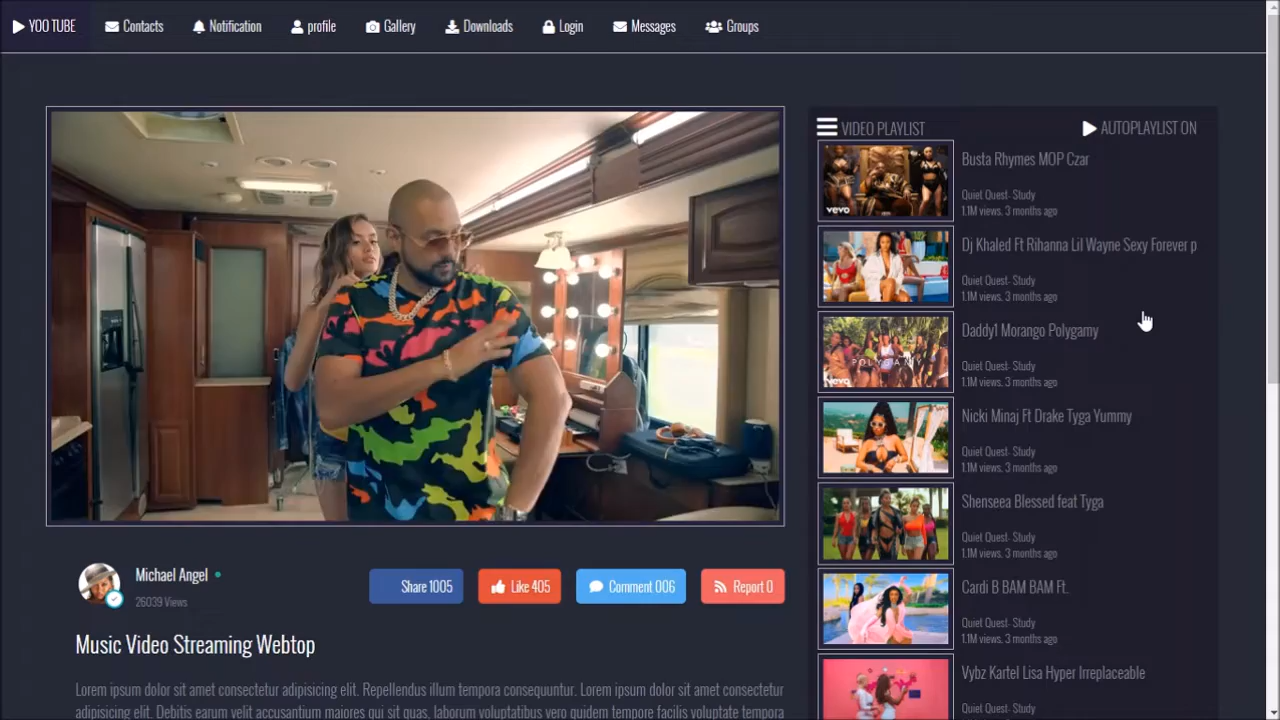 YOO TUBE
Contacts
Notification
profile
Gallery
Downloads
Login
Messages
Groups
VIDEO PLAYLIST
AUTOPLAYLIST ON
vevo
Busta Rhymes MOP Czar
Quiet Quest- Study
1.1M views. 3 months ago
Dj Khaled Ft Rihanna Lil Wayne Sexy Forever p
Quiet Quest- Study
1.1M views. 3 months ago
POLYGAMY
vevo
Daddy1 Morango Polygamy
Quiet Quest- Study
1.1M views. 3 months ago
Nicki Minaj Ft Drake Tyga Yummy
Quiet Quest- Study
1.1M views. 3 months ago
Shenseea Blessed feat Tyga
Quiet Quest- Study
1.1M views. 3 months ago
Cardi B BAM BAM Ft.
Quiet Quest- Study
1.1M views. 3 months ago
Vybz Kartel Lisa Hyper Irreplaceable
Quiet Quest- Study
Michael Angel
26039 Views
Share 1005
Like 405
Comment 006
Report 0
Music Video Streaming Webtop
Lorem ipsum dolor sit amet consectetur adipisicing elit. Repellendus illum tempora consequuntur. Lorem ipsum dolor sit amet consectetur
adipisicing elit. Debitis earum velit accusantium maiores qui sit quas, laborum voluptatibus vero quidem tempore facilis voluptate tempora